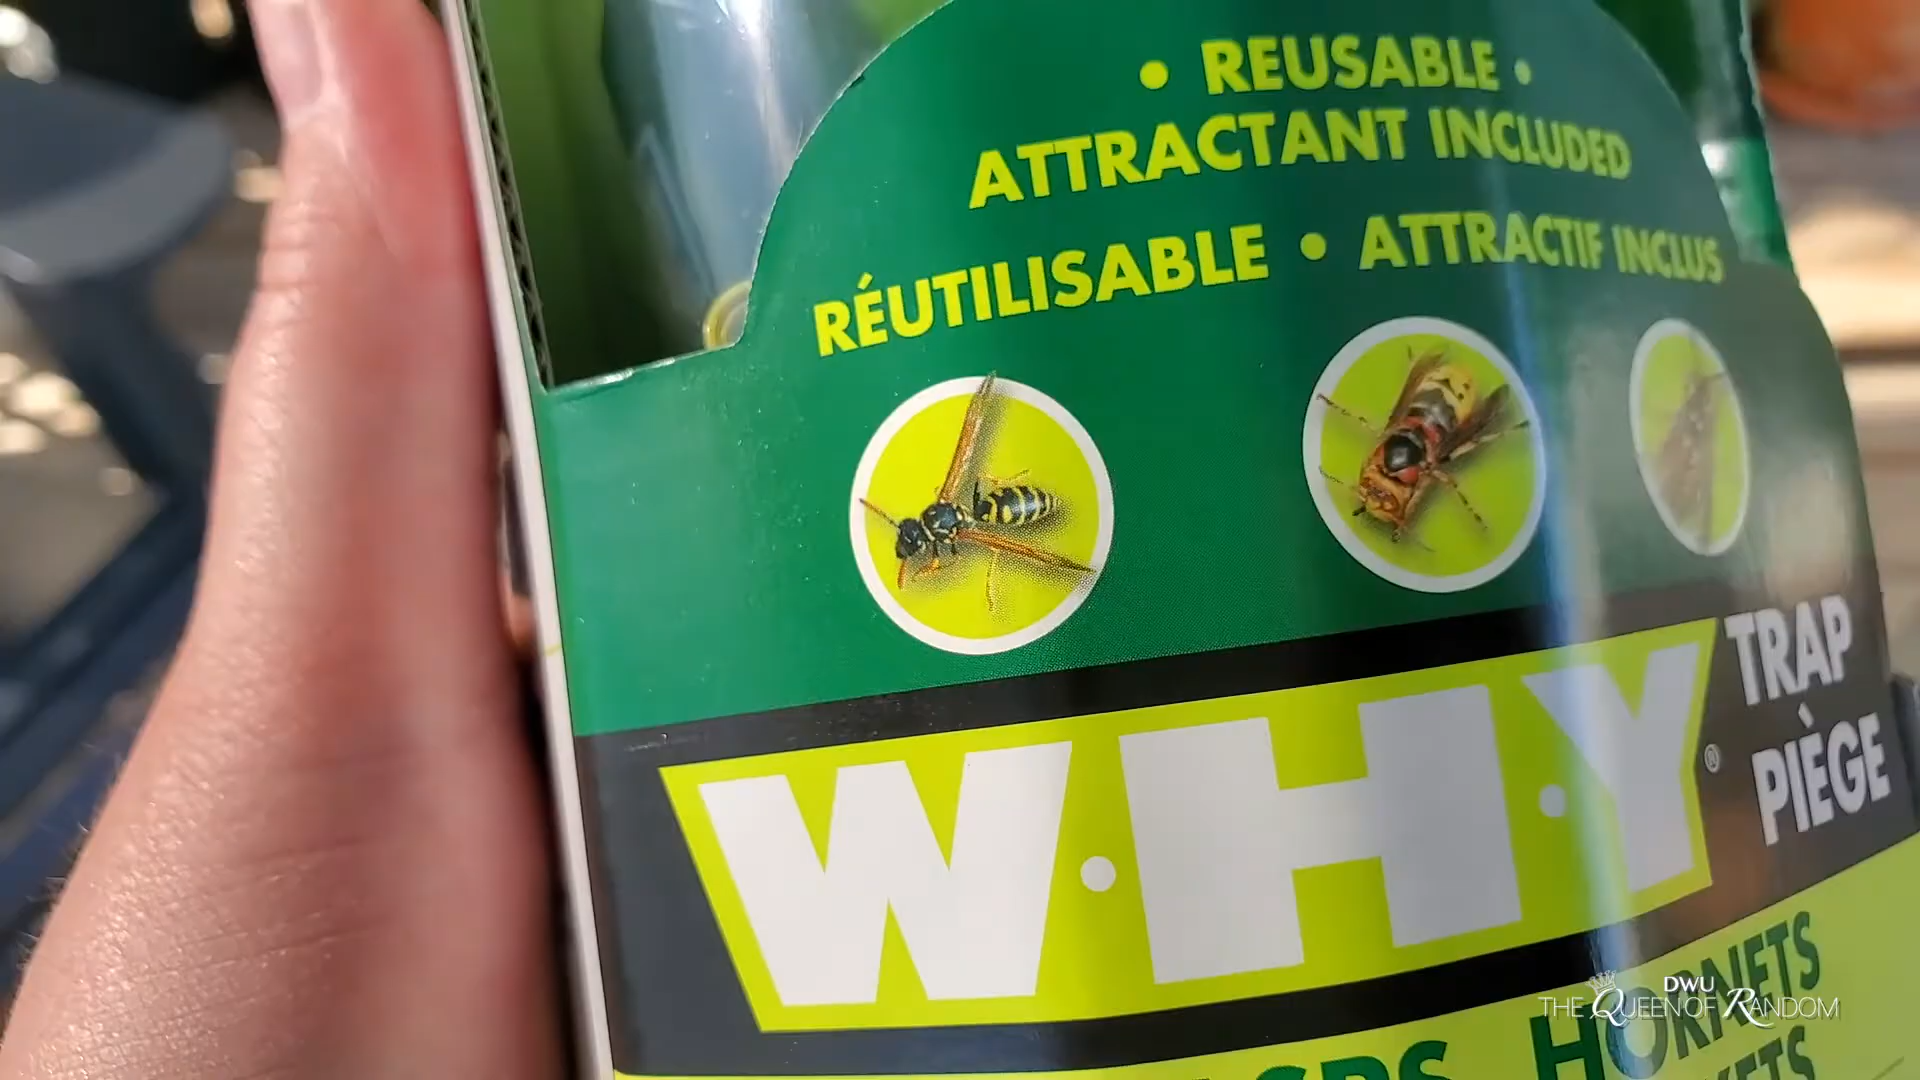 • REUSABLE •
ATTRACTANT INCLUDED
RÉUTILISABLE • ATTRACTIF INCLUS
W·H·Y® TRAP
PIÈGE
HORNETS
DWU
THE QUEEN OF RANDOM